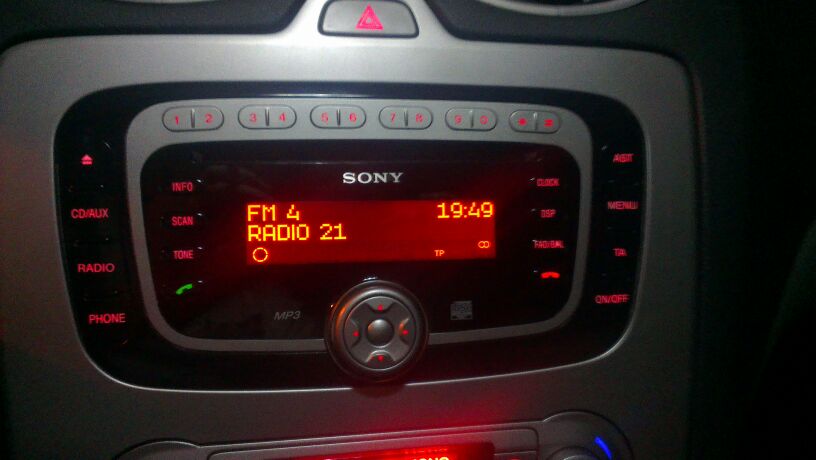 1 2 3 4 5 6 7 8 9 0 * #
SONY
INFO
CLOCK
AST
CD/AUX
SCAN
FM 4 19:49
DSP
MENU
RADIO 21
TONE
TP
FAD/BAL
TA
RADIO
ON/OFF
PHONE
MP3